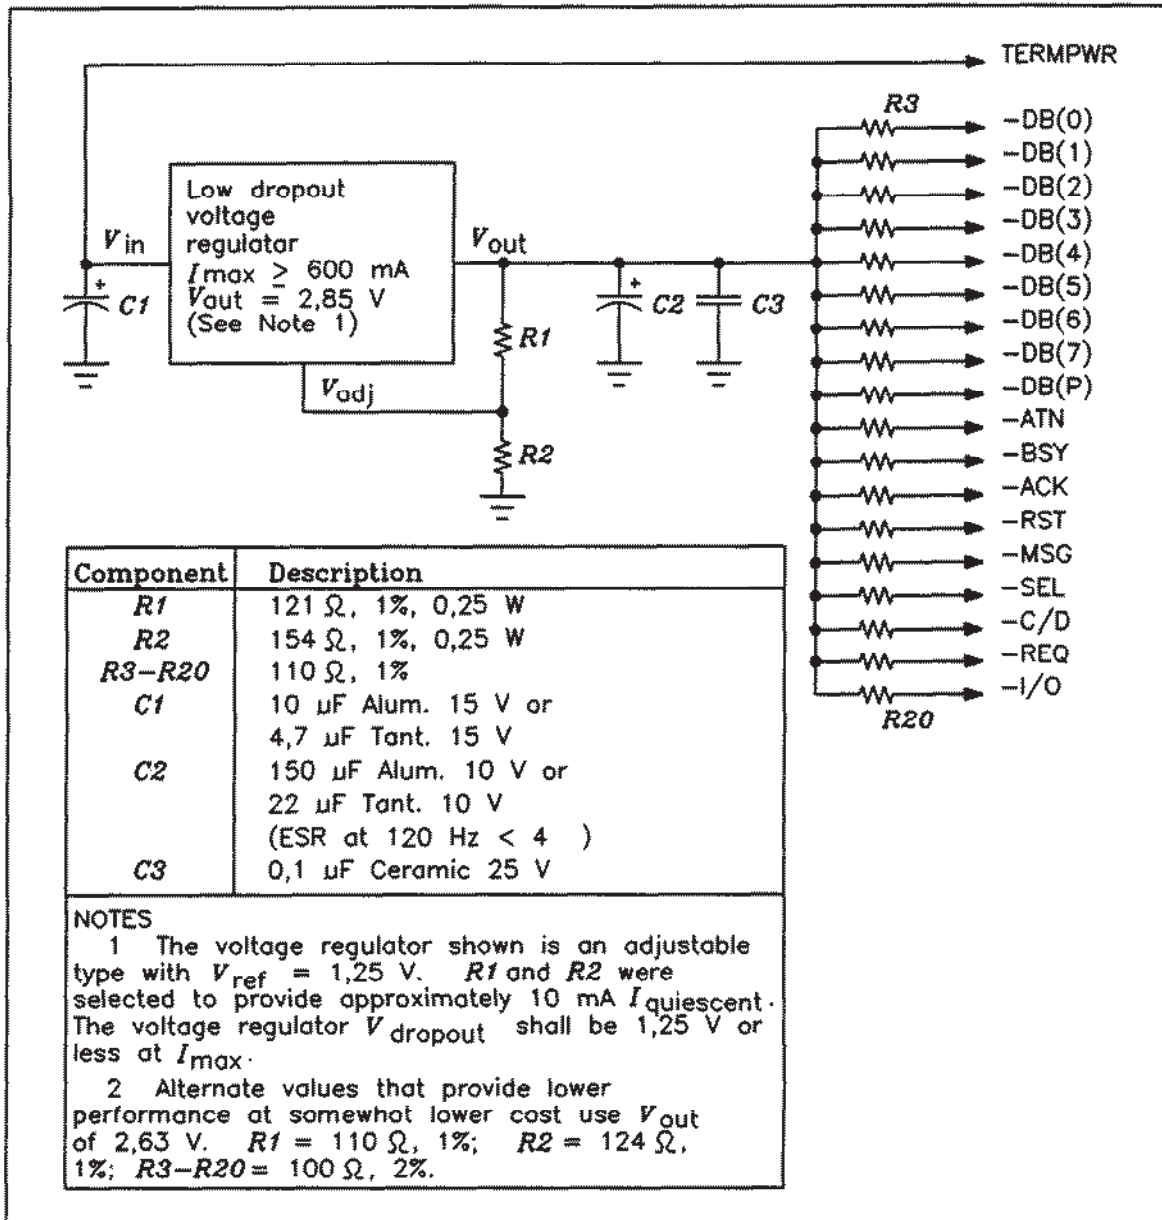 TERMPWR
R3
-DB(0)
-DB(1)
-DB(2)
-DB(3)
-DB(4)
-DB(5)
-DB(6)
-DB(7)
-DB(P)
-ATN
-BSY
-ACK
-RST
-MSG
-SEL
-C/D
-REQ
-I/O
R20
Vin
Low dropout
voltage
regulator
Imax ≥ 600 mA
Vout = 2,85 V
(See Note 1)
Vout
+
C1
+
C2
C3
R1
Vadj
R2
Component Description
R1 121 Ω, 1%, 0,25 W
R2 154 Ω, 1%, 0,25 W
R3-R20 110 Ω, 1%
C1 10 µF Alum. 15 V or
4,7 µF Tant. 15 V
C2 150 µF Alum. 10 V or
22 µF Tant. 10 V
(ESR at 120 Hz < 4 )
C3 0,1 µF Ceramic 25 V
NOTES
1 The voltage regulator shown is an adjustable
type with Vref = 1,25 V. R1 and R2 were
selected to provide approximately 10 mA Iquiescent.
The voltage regulator Vdropout shall be 1,25 V or
less at Imax.
2 Alternate values that provide lower
performance at somewhat lower cost use Vout
of 2,63 V. R1 = 110 Ω, 1%; R2 = 124 Ω,
1%; R3-R20 = 100 Ω, 2%.